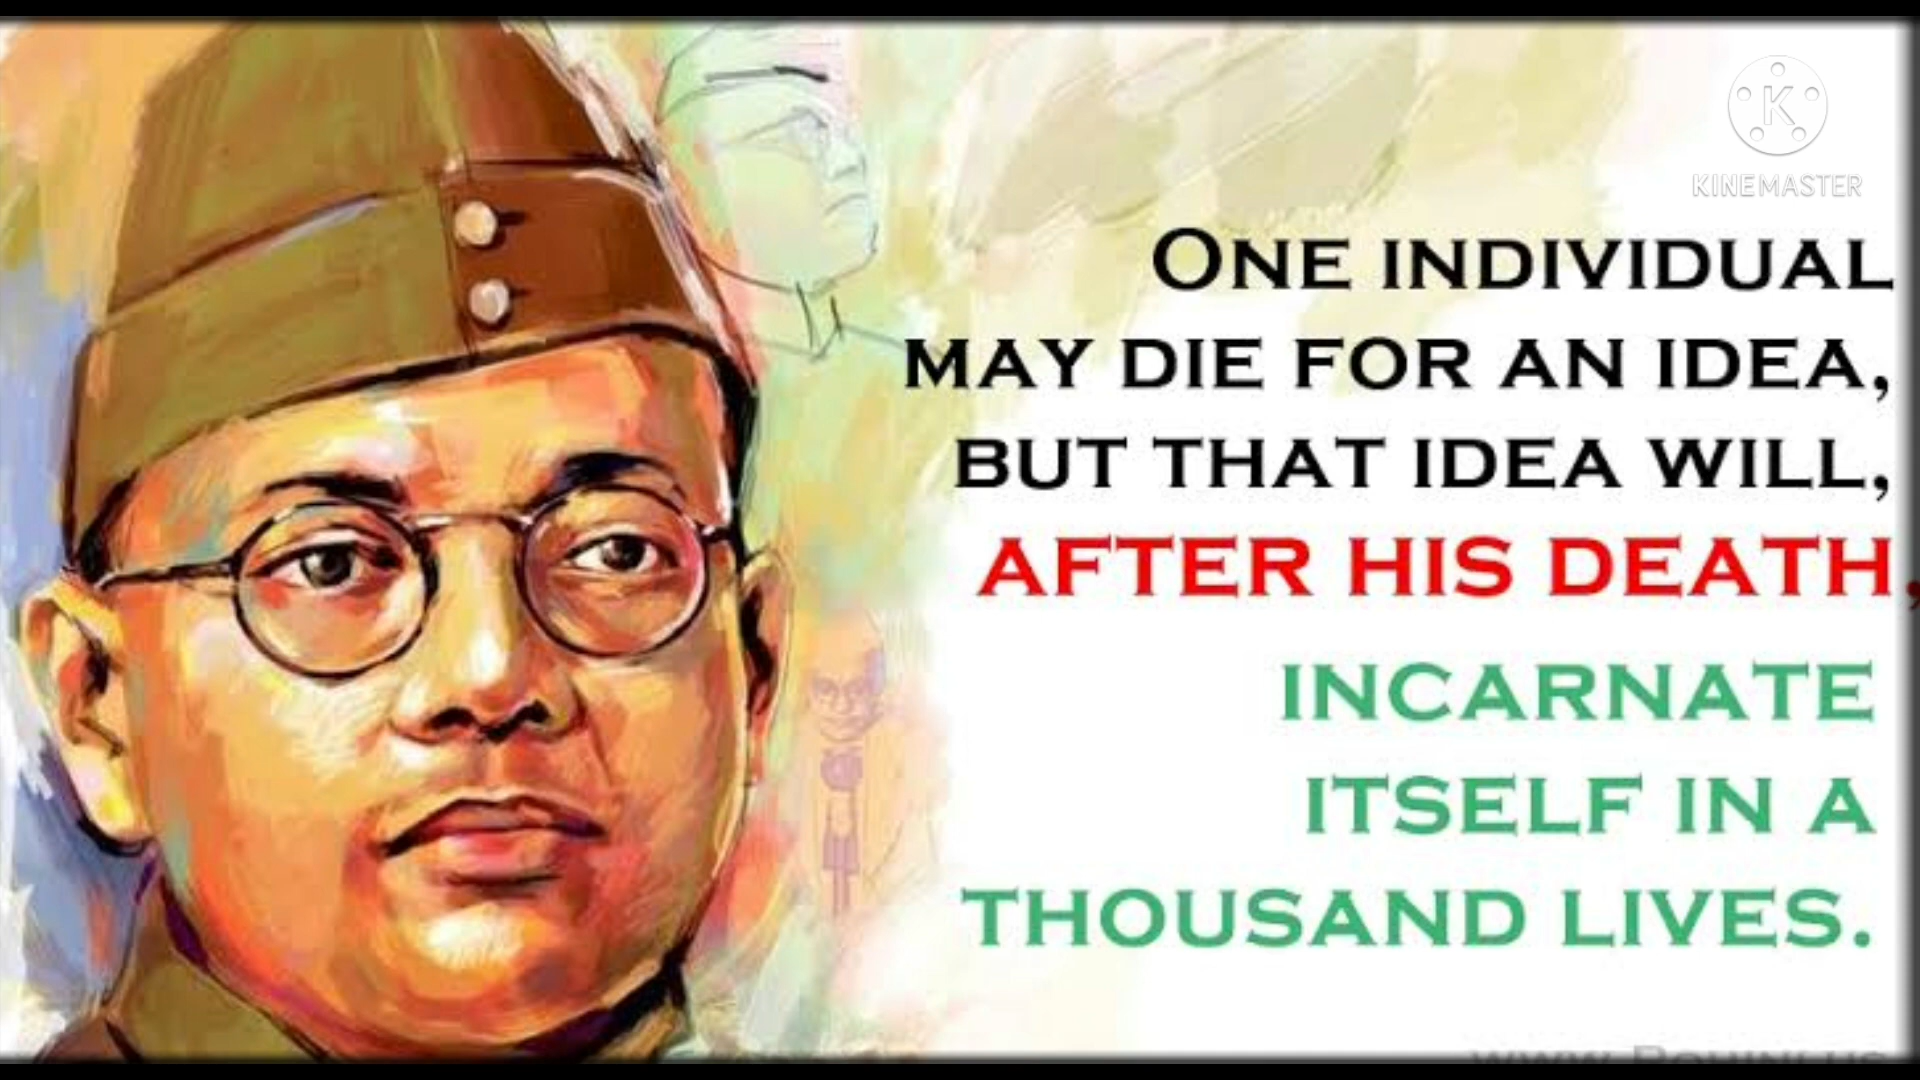 K
KINEMASTER
ONE INDIVIDUAL
MAY DIE FOR AN IDEA,
BUT THAT IDEA WILL,
AFTER HIS DEATH,
INCARNATE
ITSELF IN A
THOUSAND LIVES.